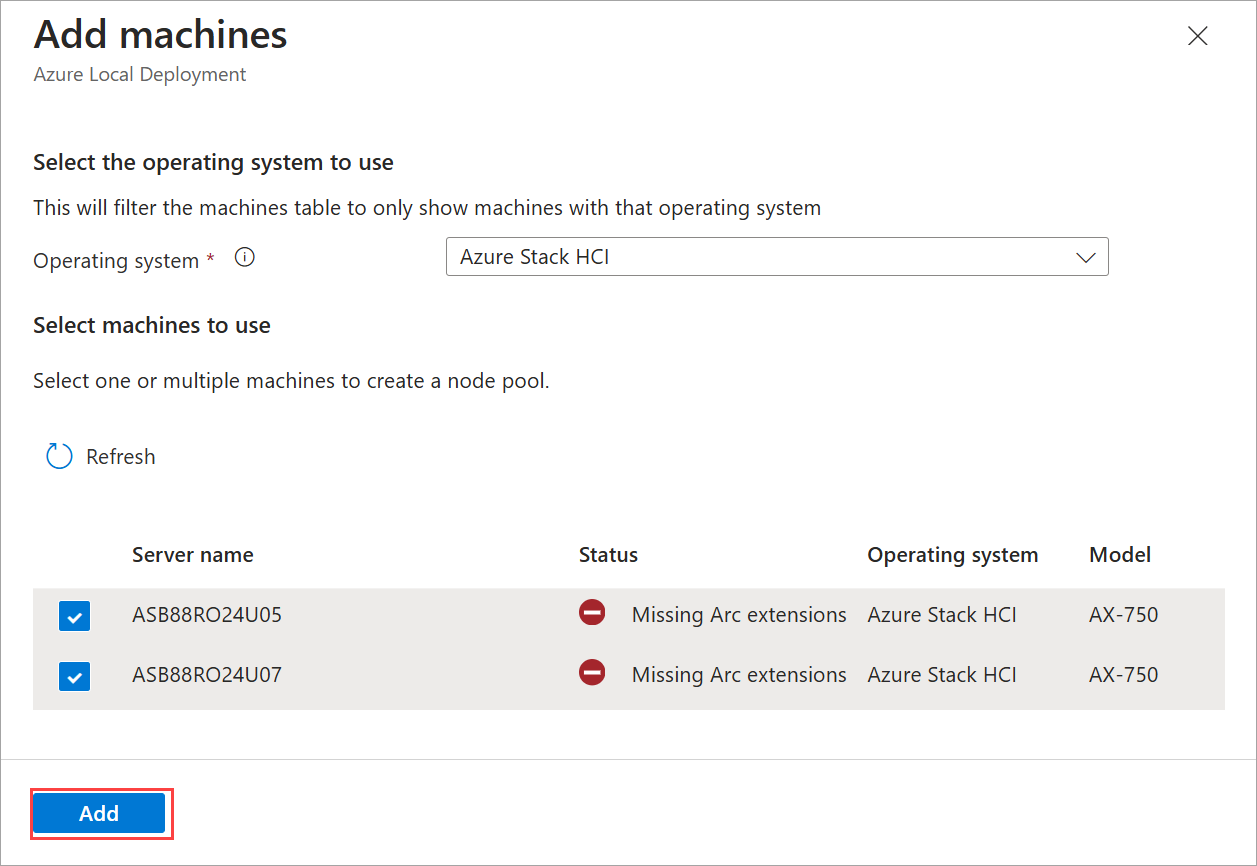 Add machines
Azure Local Deployment
Select the operating system to use
This will filter the machines table to only show machines with that operating system
Operating system *
Azure Stack HCI
Select machines to use
Select one or multiple machines to create a node pool.
Refresh
Server name Status Operating system Model
ASB88RO24U05 Missing Arc extensions Azure Stack HCI AX-750
ASB88RO24U07 Missing Arc extensions Azure Stack HCI AX-750
Add